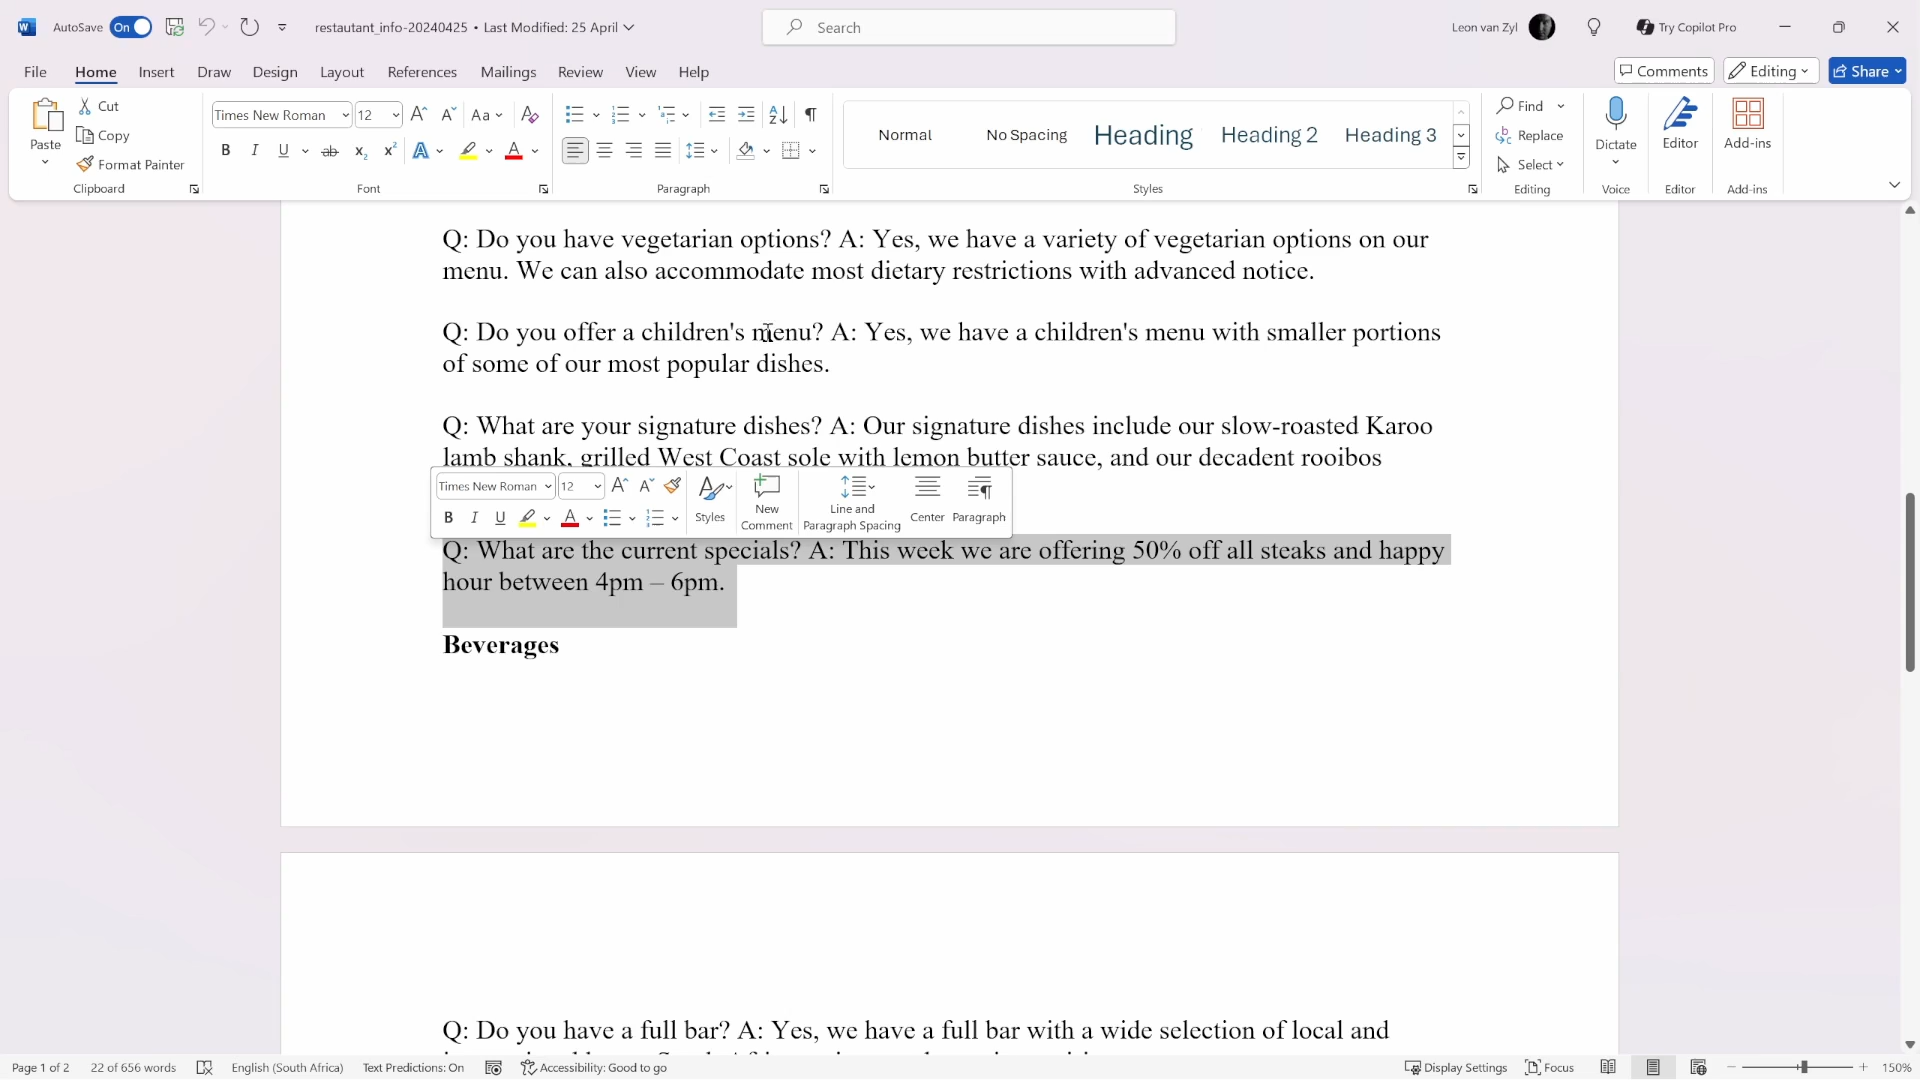 AutoSave On restautant_info-20240425 • Last Modified: 25 April Search Leon van Zyl Try Copilot Pro
File Home Insert Draw Design Layout References Mailings Review View Help Comments Editing Share
Paste Cut Copy Format Painter Clipboard
Times New Roman 12 Aa
B I U ab x₂ x² A A Font
Paragraph
Normal No Spacing Heading Heading 2 Heading 3 Styles
Find Replace Select Editing
Dictate Voice
Editor Editor
Add-ins Add-ins
Q: Do you have vegetarian options? A: Yes, we have a variety of vegetarian options on our
menu. We can also accommodate most dietary restrictions with advanced notice.
Q: Do you offer a children's menu? A: Yes, we have a children's menu with smaller portions
of some of our most popular dishes.
Q: What are your signature dishes? A: Our signature dishes include our slow-roasted Karoo
lamb shank, grilled West Coast sole with lemon butter sauce, and our decadent rooibos
Times New Roman 12
B I U A Styles New Comment Line and Paragraph Spacing Center Paragraph
Q: What are the current specials? A: This week we are offering 50% off all steaks and happy
hour between 4pm – 6pm.
Beverages
Q: Do you have a full bar? A: Yes, we have a full bar with a wide selection of local and
Page 1 of 2 22 of 656 words English (South Africa) Text Predictions: On Accessibility: Good to go Display Settings Focus 150%